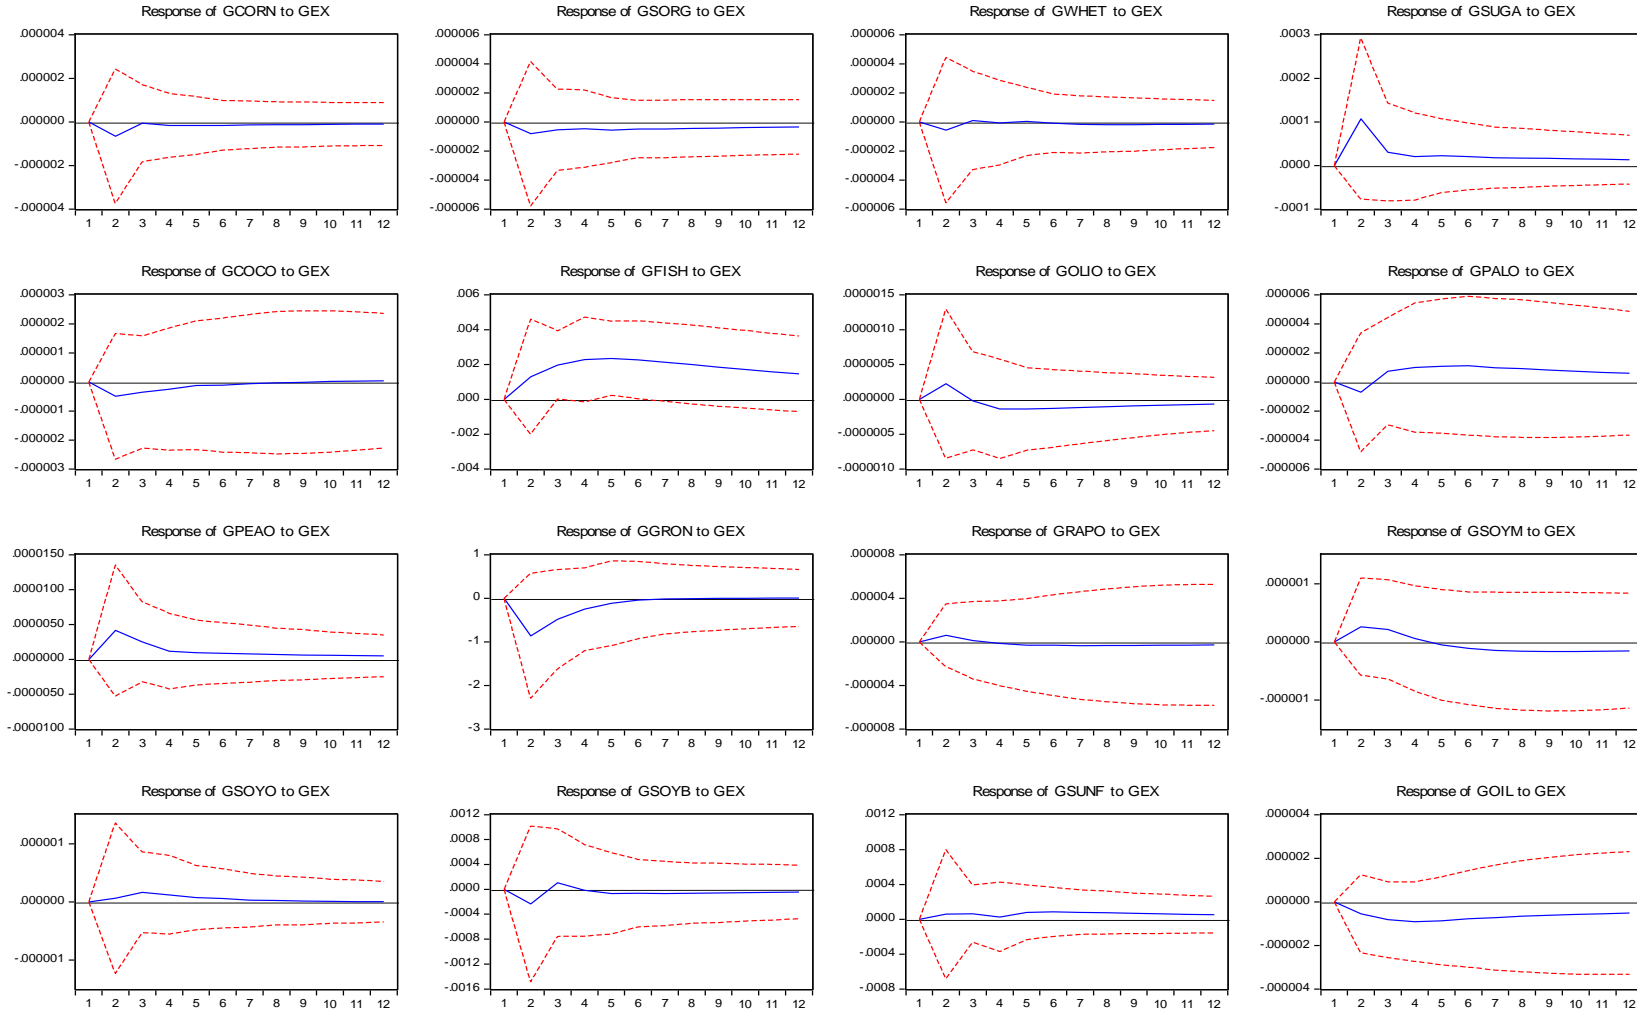 Response of GCORN to GEX
.000004
.000002
.000000
-.000002
-.000004
1 2 3 4 5 6 7 8 9 10 11 12
Response of GSORG to GEX
.000006
.000004
.000002
.000000
-.000002
-.000004
-.000006
1 2 3 4 5 6 7 8 9 10 11 12
Response of GWHET to GEX
.000006
.000004
.000002
.000000
-.000002
-.000004
-.000006
1 2 3 4 5 6 7 8 9 10 11 12
Response of GSUGA to GEX
.0003
.0002
.0001
.0000
-.0001
1 2 3 4 5 6 7 8 9 10 11 12
Response of GCOCO to GEX
.000003
.000002
.000001
.000000
-.000001
-.000002
-.000003
1 2 3 4 5 6 7 8 9 10 11 12
Response of GFISH to GEX
.006
.004
.002
.000
-.002
-.004
1 2 3 4 5 6 7 8 9 10 11 12
Response of GOLIO to GEX
.0000015
.0000010
.0000005
.0000000
-.0000005
-.0000010
1 2 3 4 5 6 7 8 9 10 11 12
Response of GPALO to GEX
.000006
.000004
.000002
.000000
-.000002
-.000004
-.000006
1 2 3 4 5 6 7 8 9 10 11 12
Response of GPEAO to GEX
.0000150
.0000100
.0000050
.0000000
-.0000050
-.0000100
1 2 3 4 5 6 7 8 9 10 11 12
Response of GGRON to GEX
1
0
-1
-2
-3
1 2 3 4 5 6 7 8 9 10 11 12
Response of GRAPO to GEX
.000008
.000004
.000000
-.000004
-.000008
1 2 3 4 5 6 7 8 9 10 11 12
Response of GSOYM to GEX
.000001
.000000
-.000001
1 2 3 4 5 6 7 8 9 10 11 12
Response of GSOYO to GEX
.000001
.000000
-.000001
1 2 3 4 5 6 7 8 9 10 11 12
Response of GSOYB to GEX
.0012
.0008
.0004
.0000
-.0004
-.0008
-.0012
-.0016
1 2 3 4 5 6 7 8 9 10 11 12
Response of GSUNF to GEX
.0012
.0008
.0004
.0000
-.0004
-.0008
1 2 3 4 5 6 7 8 9 10 11 12
Response of GOIL to GEX
.000004
.000002
.000000
-.000002
-.000004
1 2 3 4 5 6 7 8 9 10 11 12